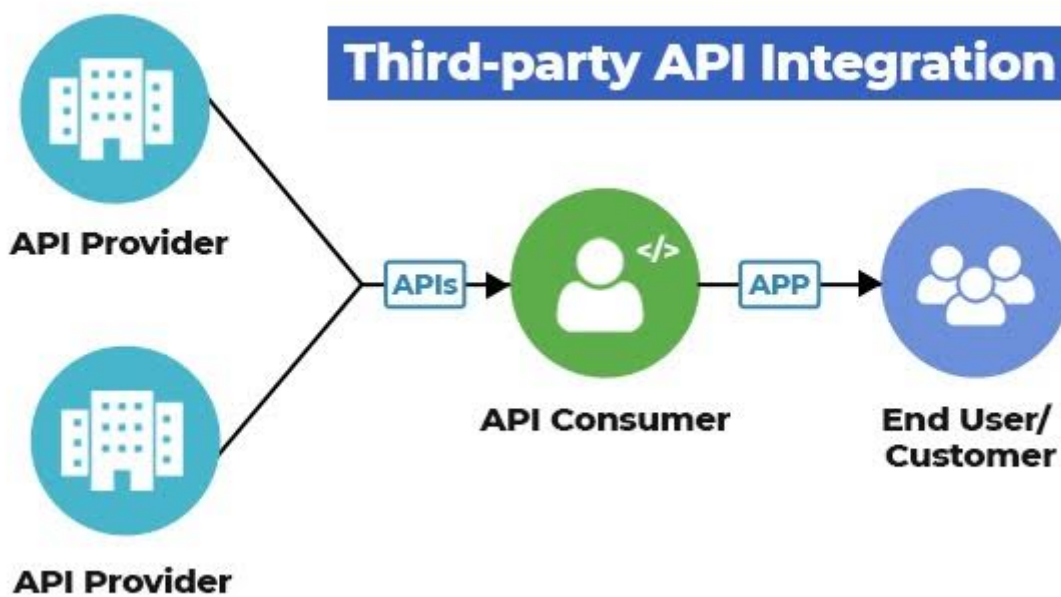 Third-party API Integration
API Provider
APIs
</>
APP
API Consumer
End User/
Customer
API Provider